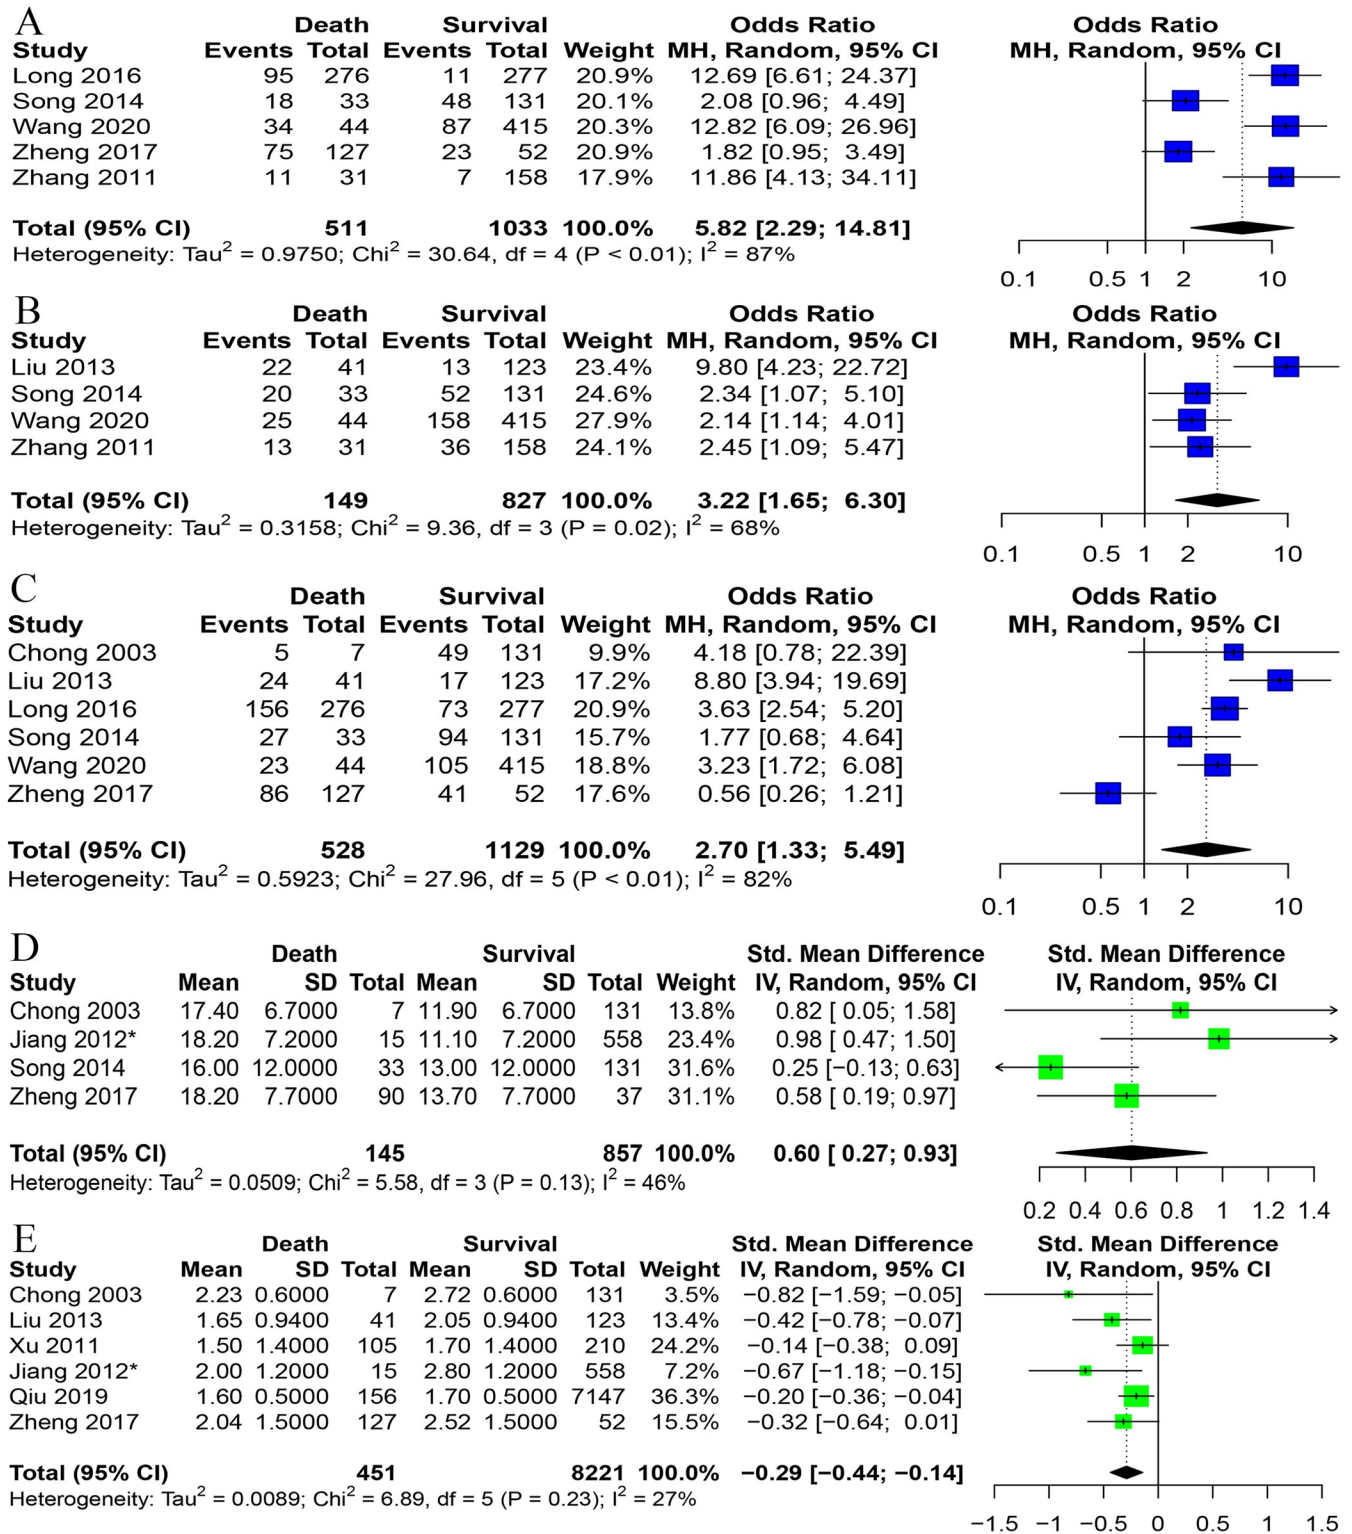 A
Death Survival Odds Ratio Odds Ratio
Study Events Total Events Total Weight MH, Random, 95% CI MH, Random, 95% CI
Long 2016 95 276 11 277 20.9% 12.69 [6.61; 24.37]
Song 2014 18 33 48 131 20.1% 2.08 [0.96; 4.49]
Wang 2020 34 44 87 415 20.3% 12.82 [6.09; 26.96]
Zheng 2017 75 127 23 52 20.9% 1.82 [0.95; 3.49]
Zhang 2011 11 31 7 158 17.9% 11.86 [4.13; 34.11]
Total (95% CI) 511 1033 100.0% 5.82 [2.29; 14.81]
Heterogeneity: Tau² = 0.9750; Chi² = 30.64, df = 4 (P < 0.01); I² = 87%
0.1 0.5 1 2 10
B
Death Survival Odds Ratio Odds Ratio
Study Events Total Events Total Weight MH, Random, 95% CI MH, Random, 95% CI
Liu 2013 22 41 13 123 23.4% 9.80 [4.23; 22.72]
Song 2014 20 33 52 131 24.6% 2.34 [1.07; 5.10]
Wang 2020 25 44 158 415 27.9% 2.14 [1.14; 4.01]
Zhang 2011 13 31 36 158 24.1% 2.45 [1.09; 5.47]
Total (95% CI) 149 827 100.0% 3.22 [1.65; 6.30]
Heterogeneity: Tau² = 0.3158; Chi² = 9.36, df = 3 (P = 0.02); I² = 68%
0.1 0.5 1 2 10
C
Death Survival Odds Ratio Odds Ratio
Study Events Total Events Total Weight MH, Random, 95% CI MH, Random, 95% CI
Chong 2003 5 7 49 131 9.9% 4.18 [0.78; 22.39]
Liu 2013 24 41 17 123 17.2% 8.80 [3.94; 19.69]
Long 2016 156 276 73 277 20.9% 3.63 [2.54; 5.20]
Song 2014 27 33 94 131 15.7% 1.77 [0.68; 4.64]
Wang 2020 23 44 105 415 18.8% 3.23 [1.72; 6.08]
Zheng 2017 86 127 41 52 17.6% 0.56 [0.26; 1.21]
Total (95% CI) 528 1129 100.0% 2.70 [1.33; 5.49]
Heterogeneity: Tau² = 0.5923; Chi² = 27.96, df = 5 (P < 0.01); I² = 82%
0.1 0.5 1 2 10
D
Death Survival Std. Mean Difference Std. Mean Difference
Study Mean SD Total Mean SD Total Weight IV, Random, 95% CI IV, Random, 95% CI
Chong 2003 17.40 6.7000 7 11.90 6.7000 131 13.8% 0.82 [ 0.05; 1.58]
Jiang 2012* 18.20 7.2000 15 11.10 7.2000 558 23.4% 0.98 [ 0.47; 1.50]
Song 2014 16.00 12.0000 33 13.00 12.0000 131 31.6% 0.25 [−0.13; 0.63]
Zheng 2017 18.20 7.7000 90 13.70 7.7000 37 31.1% 0.58 [ 0.19; 0.97]
Total (95% CI) 145 857 100.0% 0.60 [ 0.27; 0.93]
Heterogeneity: Tau² = 0.0509; Chi² = 5.58, df = 3 (P = 0.13); I² = 46%
0.2 0.4 0.6 0.8 1 1.2 1.4
E
Death Survival Std. Mean Difference Std. Mean Difference
Study Mean SD Total Mean SD Total Weight IV, Random, 95% CI IV, Random, 95% CI
Chong 2003 2.23 0.6000 7 2.72 0.6000 131 3.5% −0.82 [−1.59; −0.05]
Liu 2013 1.65 0.9400 41 2.05 0.9400 123 13.4% −0.42 [−0.78; −0.07]
Xu 2011 1.50 1.4000 105 1.70 1.4000 210 24.2% −0.14 [−0.38; 0.09]
Jiang 2012* 2.00 1.2000 15 2.80 1.2000 558 7.2% −0.67 [−1.18; −0.15]
Qiu 2019 1.60 0.5000 156 1.70 0.5000 7147 36.3% −0.20 [−0.36; −0.04]
Zheng 2017 2.04 1.5000 127 2.52 1.5000 52 15.5% −0.32 [−0.64; 0.01]
Total (95% CI) 451 8221 100.0% −0.29 [−0.44; −0.14]
Heterogeneity: Tau² = 0.0089; Chi² = 6.89, df = 5 (P = 0.23); I² = 27%
−1.5 −1 −0.5 0 0.5 1 1.5